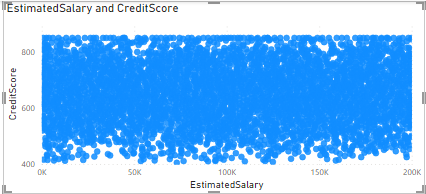 EstimatedSalary and CreditScore
800
600
400
CreditScore
0K 50K 100K 150K 200K
EstimatedSalary